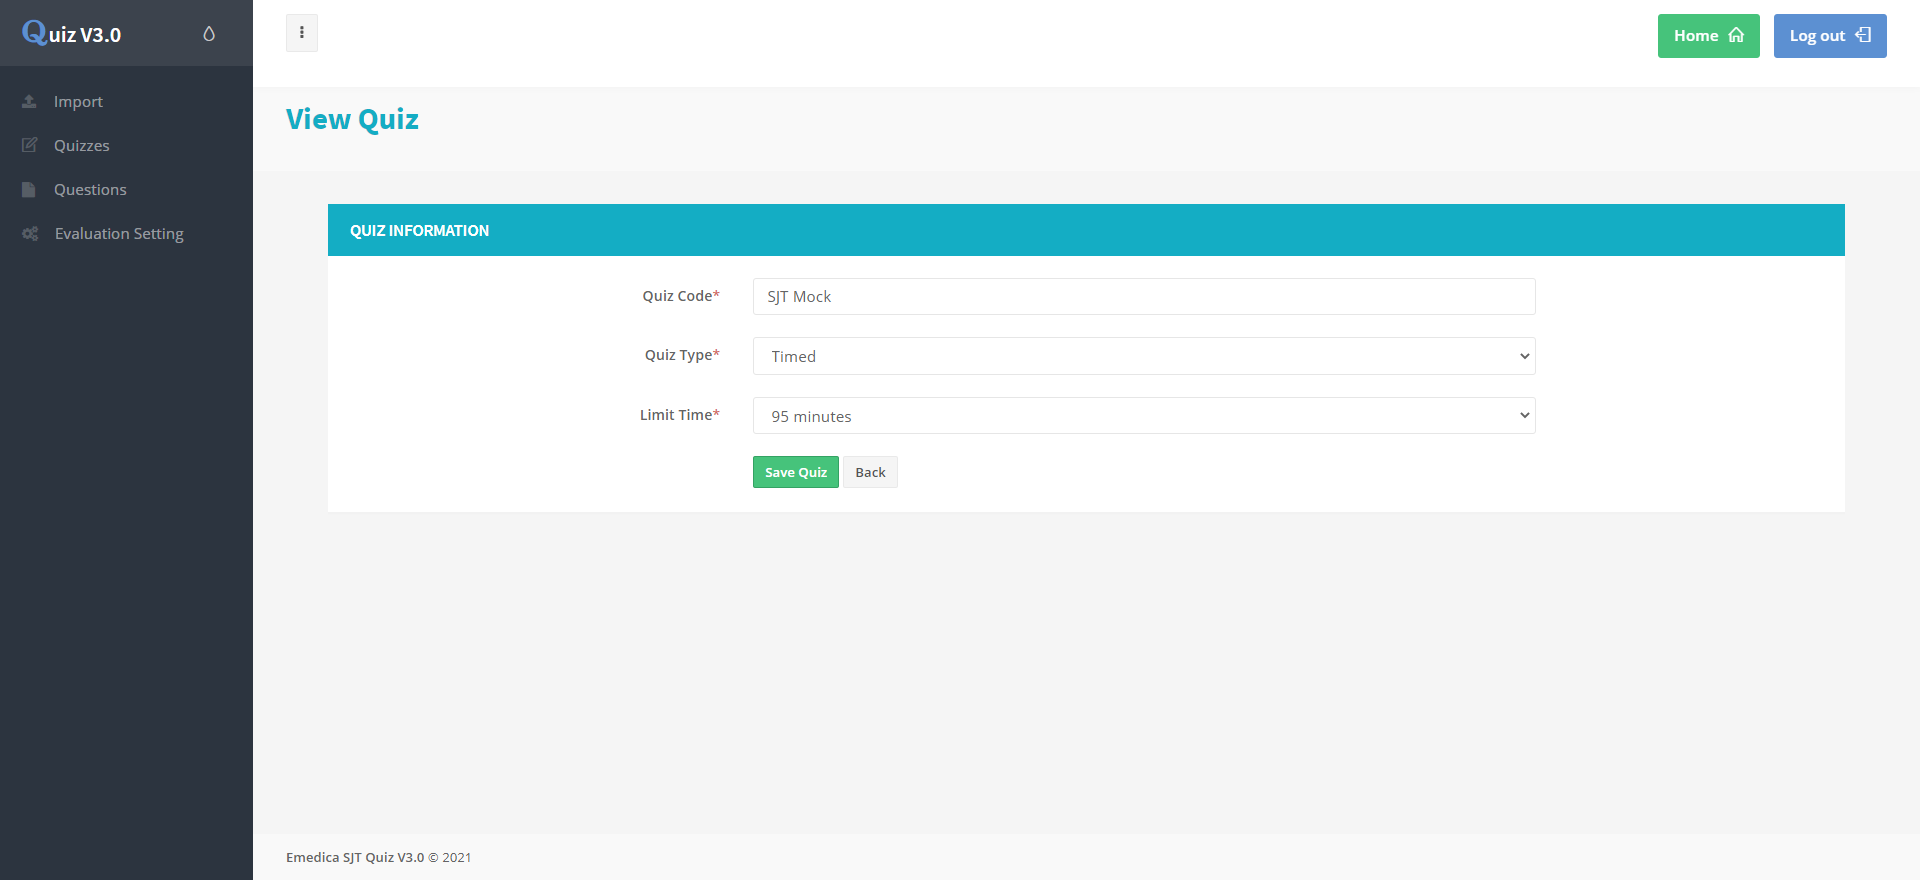 Quiz V3.0
Home
Log out
Import
Quizzes
Questions
Evaluation Setting
View Quiz
QUIZ INFORMATION
Quiz Code*
SJT Mock
Quiz Type*
Timed
Limit Time*
95 minutes
Save Quiz
Back
Emedica SJT Quiz V3.0 © 2021